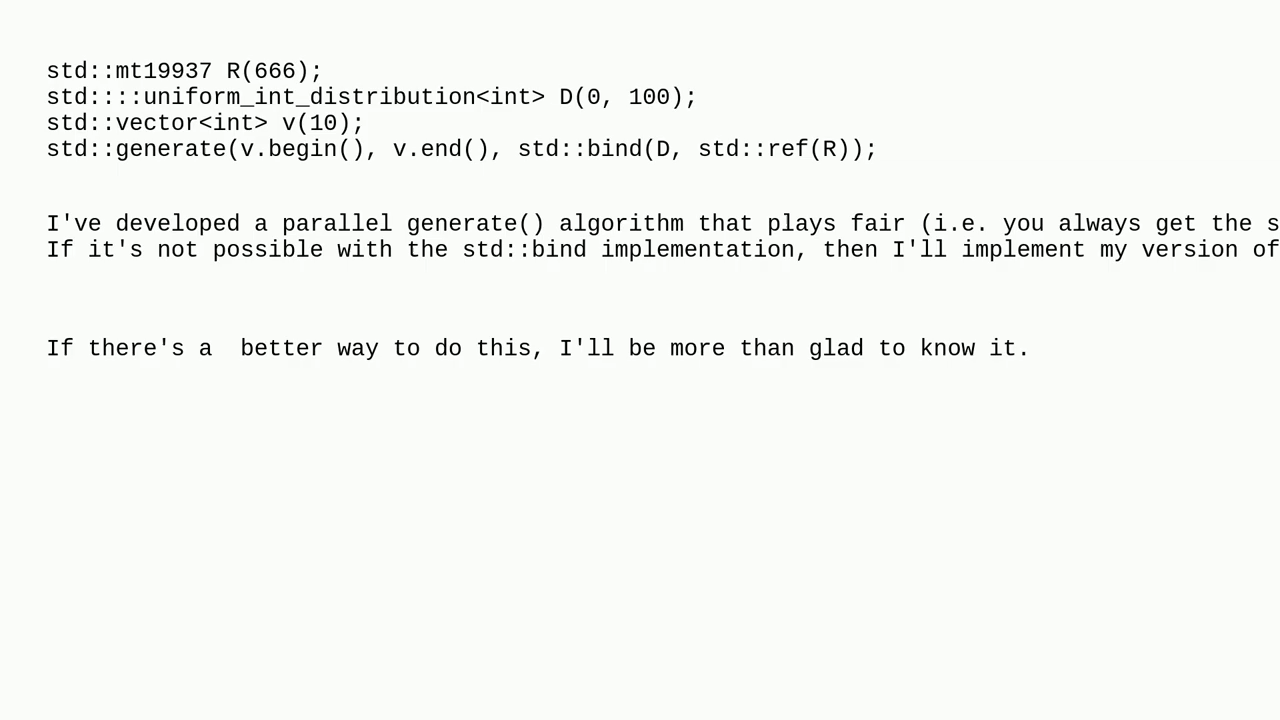 std::mt19937 R(666);
std::::uniform_int_distribution<int> D(0, 100);
std::vector<int> v(10);
std::generate(v.begin(), v.end(), std::bind(D, std::ref(R));
I've developed a parallel generate() algorithm that plays fair (i.e. you always get the s
If it's not possible with the std::bind implementation, then I'll implement my version of
If there's a  better way to do this, I'll be more than glad to know it.